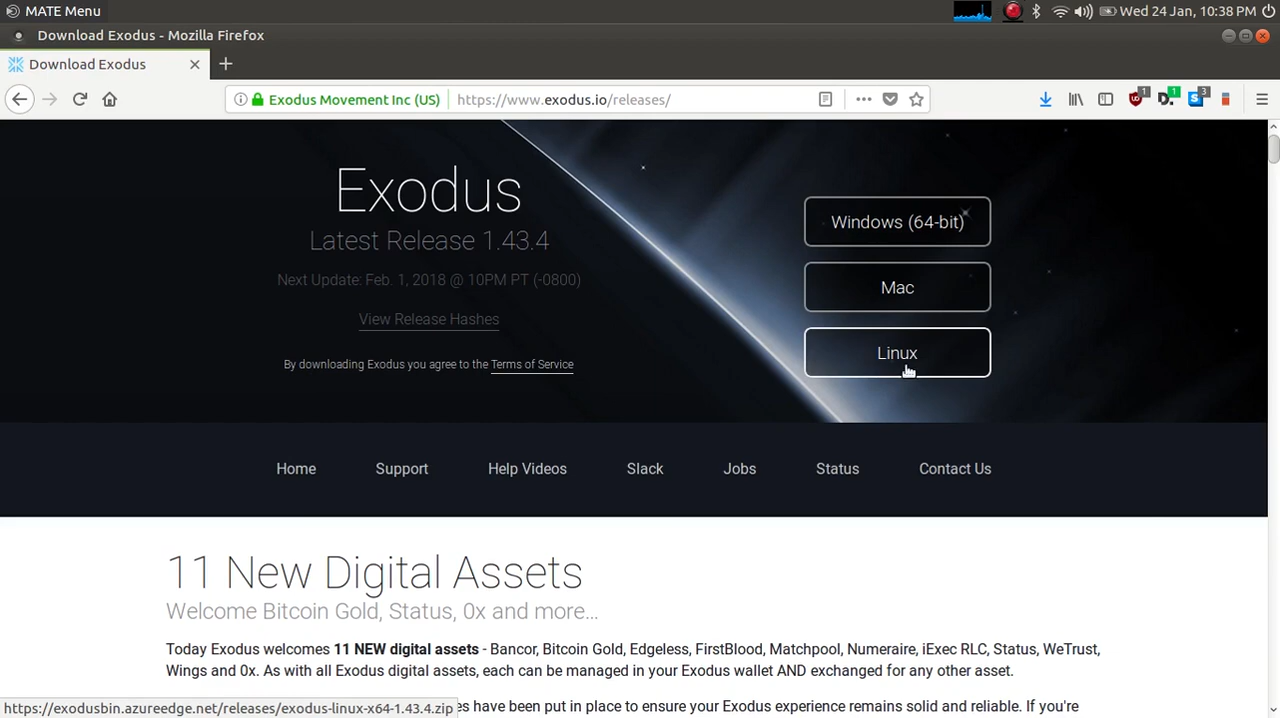 MATE Menu
Wed 24 Jan, 10:38 PM
Download Exodus - Mozilla Firefox
Download Exodus
Exodus Movement Inc (US)
https://www.exodus.io/releases/
1
1
3
Exodus
Latest Release 1.43.4
Next Update: Feb. 1, 2018 @ 10PM PT (-0800)
View Release Hashes
By downloading Exodus you agree to the Terms of Service
Windows (64-bit)
Mac
Linux
Home Support Help Videos Slack Jobs Status Contact Us
11 New Digital Assets
Welcome Bitcoin Gold, Status, 0x and more...
Today Exodus welcomes 11 NEW digital assets - Bancor, Bitcoin Gold, Edgeless, FirstBlood, Matchpool, Numeraire, iExec RLC, Status, WeTrust,
Wings and 0x. As with all Exodus digital assets, each can be managed in your Exodus wallet AND exchanged for any other asset.
es have been put in place to ensure your Exodus experience remains solid and reliable. If you're
https://exodusbin.azureedge.net/releases/exodus-linux-x64-1.43.4.zip